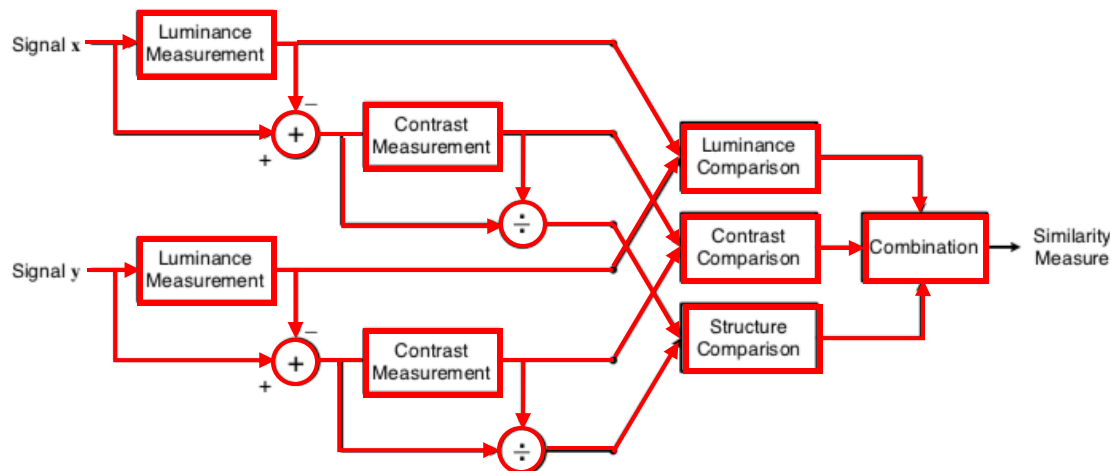 Signal x
Luminance
Measurement
−
+
+
Contrast
Measurement
÷
Luminance
Comparison
Signal y
Luminance
Measurement
Contrast
Comparison
Combination
Similarity
Measure
−
+
+
Contrast
Measurement
÷
Structure
Comparison